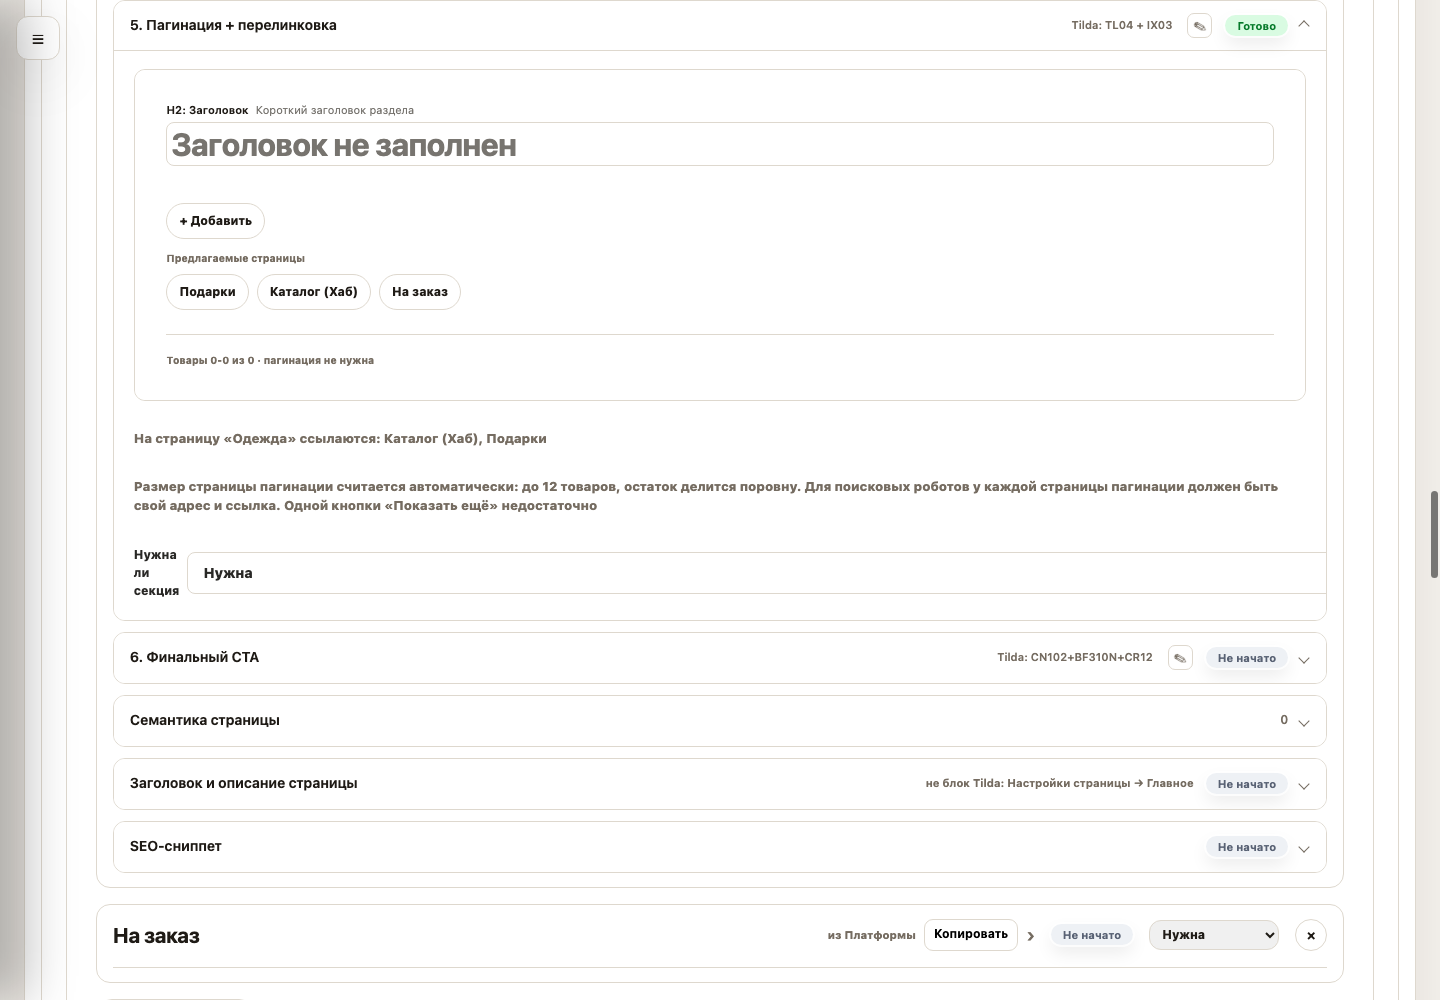 5. Пагинация + перелинковка
Tilda: TL04 + IX03
Готово
H2: Заголовок Короткий заголовок раздела
Заголовок не заполнен
+ Добавить
Предлагаемые страницы
Подарки
Каталог (Хаб)
На заказ
Товары 0-0 из 0 · пагинация не нужна
На страницу «Одежда» ссылаются: Каталог (Хаб), Подарки
Размер страницы пагинации считается автоматически: до 12 товаров, остаток делится поровну. Для поисковых роботов у каждой страницы пагинации должен быть
свой адрес и ссылка. Одной кнопки «Показать ещё» недостаточно
Нужна
ли
секция
Нужна
6. Финальный CTA
Tilda: CN102+BF310N+CR12
Не начато
Семантика страницы
0
Заголовок и описание страницы
не блок Tilda: Настройки страницы → Главное
Не начато
SEO-сниппет
Не начато
На заказ
из Платформы
Копировать
Не начато
Нужна